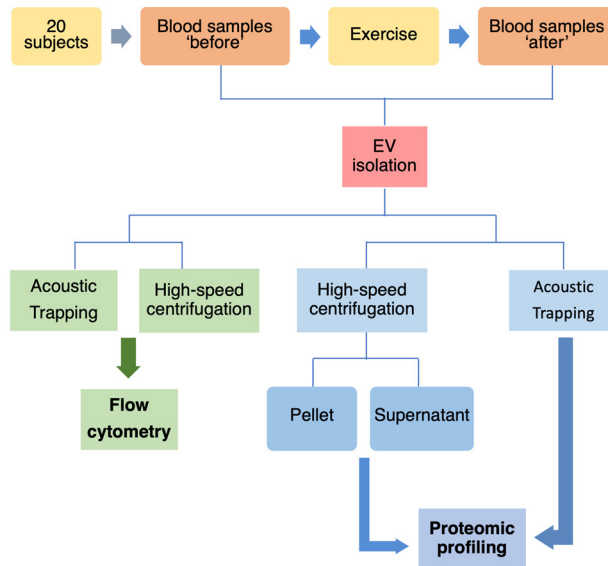 20
subjects
Blood samples
'before'
Exercise
Blood samples
'after'
EV
isolation
Acoustic
Trapping
High-speed
centrifugation
High-speed
centrifugation
Acoustic
Trapping
Flow
cytometry
Pellet
Supernatant
Proteomic
profiling